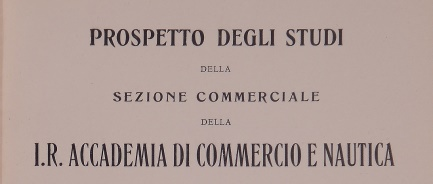 PROSPETTO DEGLI STUDI
DELLA
SEZIONE COMMERCIALE
DELLA
I.R. ACCADEMIA DI COMMERCIO E NAUTICA